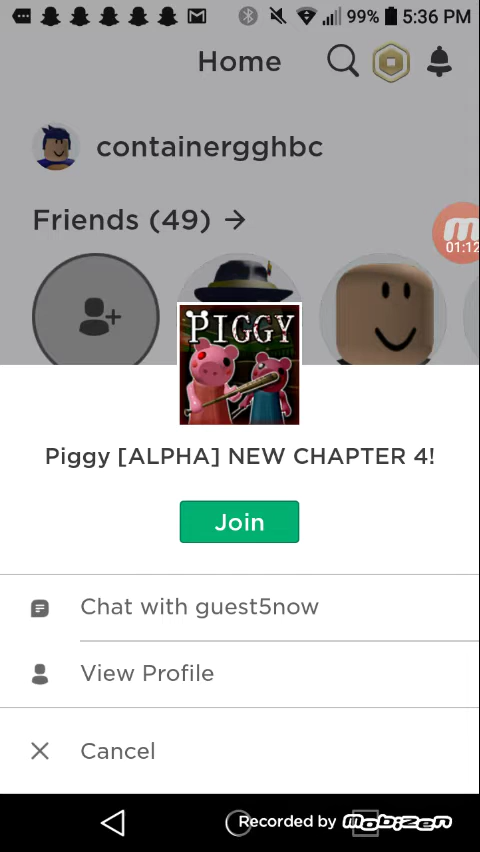 99% 5:36 PM
Home
containergghbc
Friends (49) →
01:12
PIGGY
Piggy [ALPHA] NEW CHAPTER 4!
Join
Chat with guest5now
View Profile
Cancel
Recorded by Mobizen